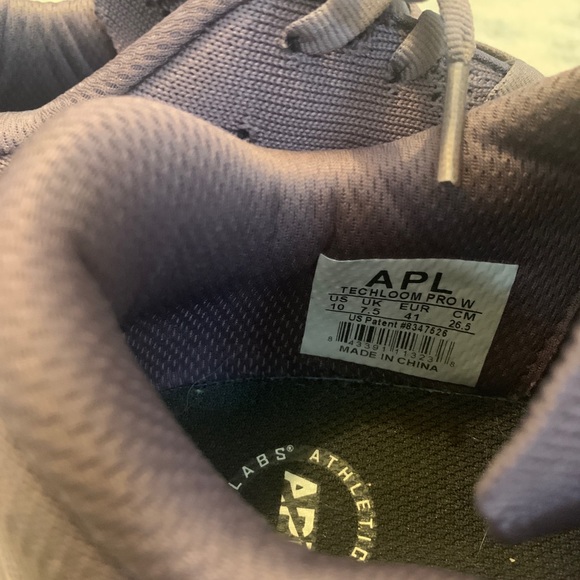 APL
TECHLOOM PRO W
US UK EUR CM
10 7.5 41 26.5
US Patent #8347526
MADE IN CHINA
LABS® ATHLETIC